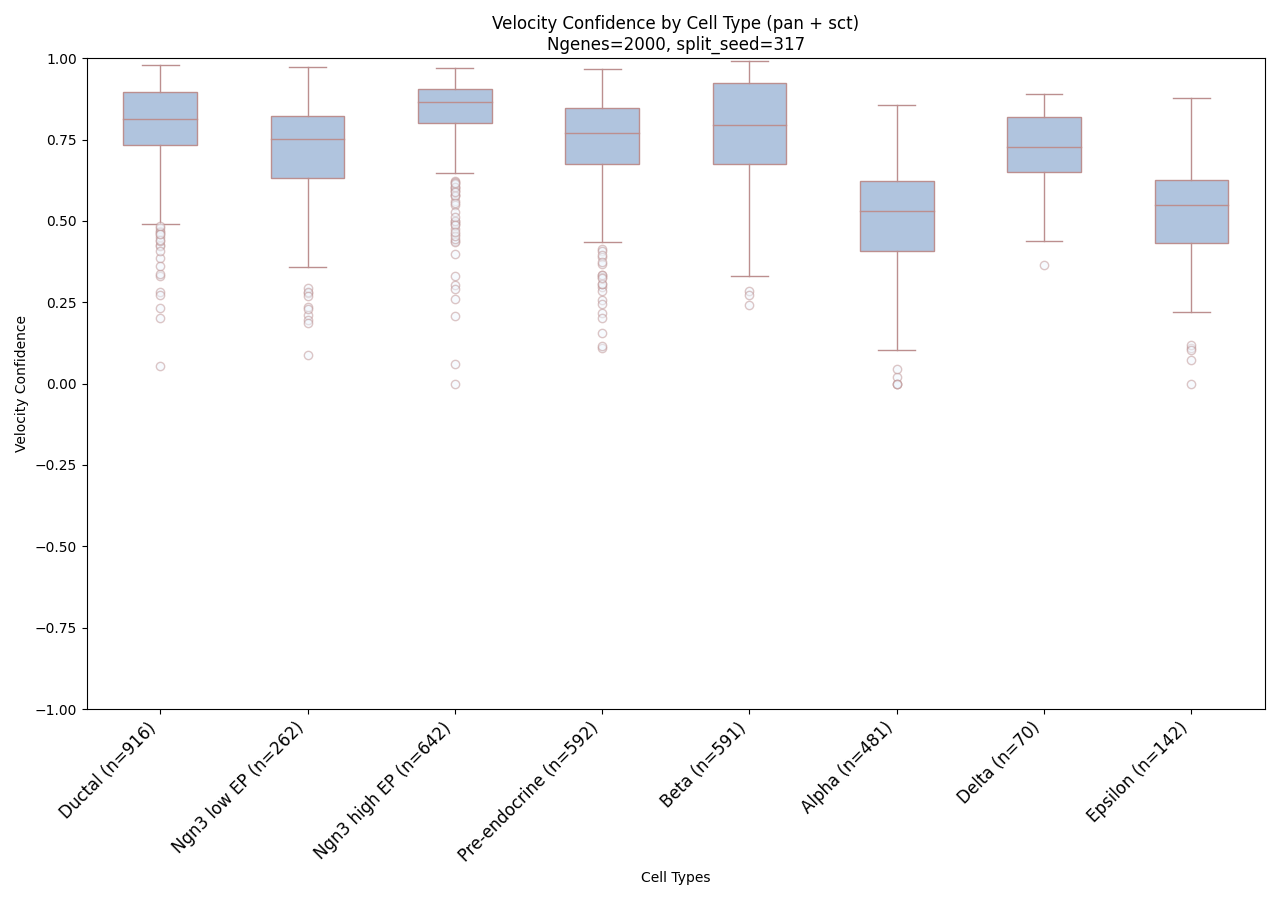 Velocity Confidence by Cell Type (pan + sct)
Ngenes=2000, split_seed=317
1.00
0.75
0.50
0.25
0.00
−0.25
−0.50
−0.75
−1.00
Velocity Confidence
Ductal (n=916)
Ngn3 low EP (n=262)
Ngn3 high EP (n=642)
Pre-endocrine (n=592)
Beta (n=591)
Alpha (n=481)
Delta (n=70)
Epsilon (n=142)
Cell Types